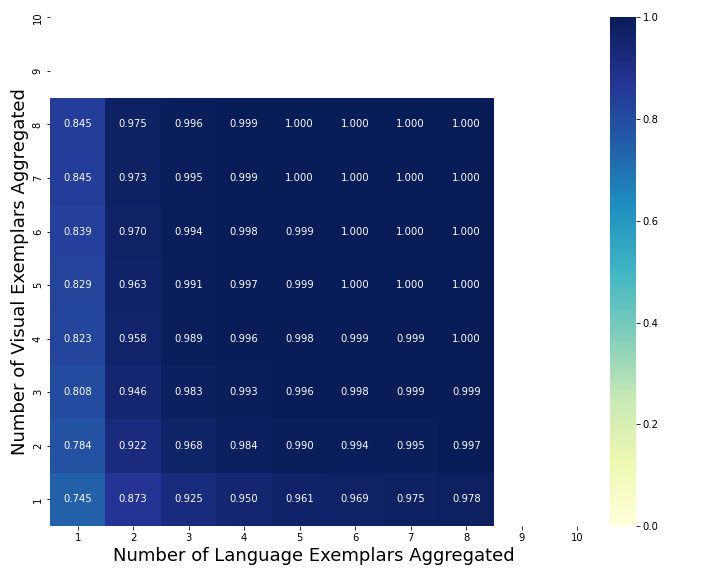 10
9
8 0.845 0.975 0.996 0.999 1.000 1.000 1.000 1.000
7 0.845 0.973 0.995 0.999 1.000 1.000 1.000 1.000
6 0.839 0.970 0.994 0.998 0.999 1.000 1.000 1.000
5 0.829 0.963 0.991 0.997 0.999 1.000 1.000 1.000
4 0.823 0.958 0.989 0.996 0.998 0.999 0.999 1.000
3 0.808 0.946 0.983 0.993 0.996 0.998 0.999 0.999
2 0.784 0.922 0.968 0.984 0.990 0.994 0.995 0.997
1 0.745 0.873 0.925 0.950 0.961 0.969 0.975 0.978
1 2 3 4 5 6 7 8 9 10
Number of Language Exemplars Aggregated
Number of Visual Exemplars Aggregated
1.0
0.8
0.6
0.4
0.2
0.0